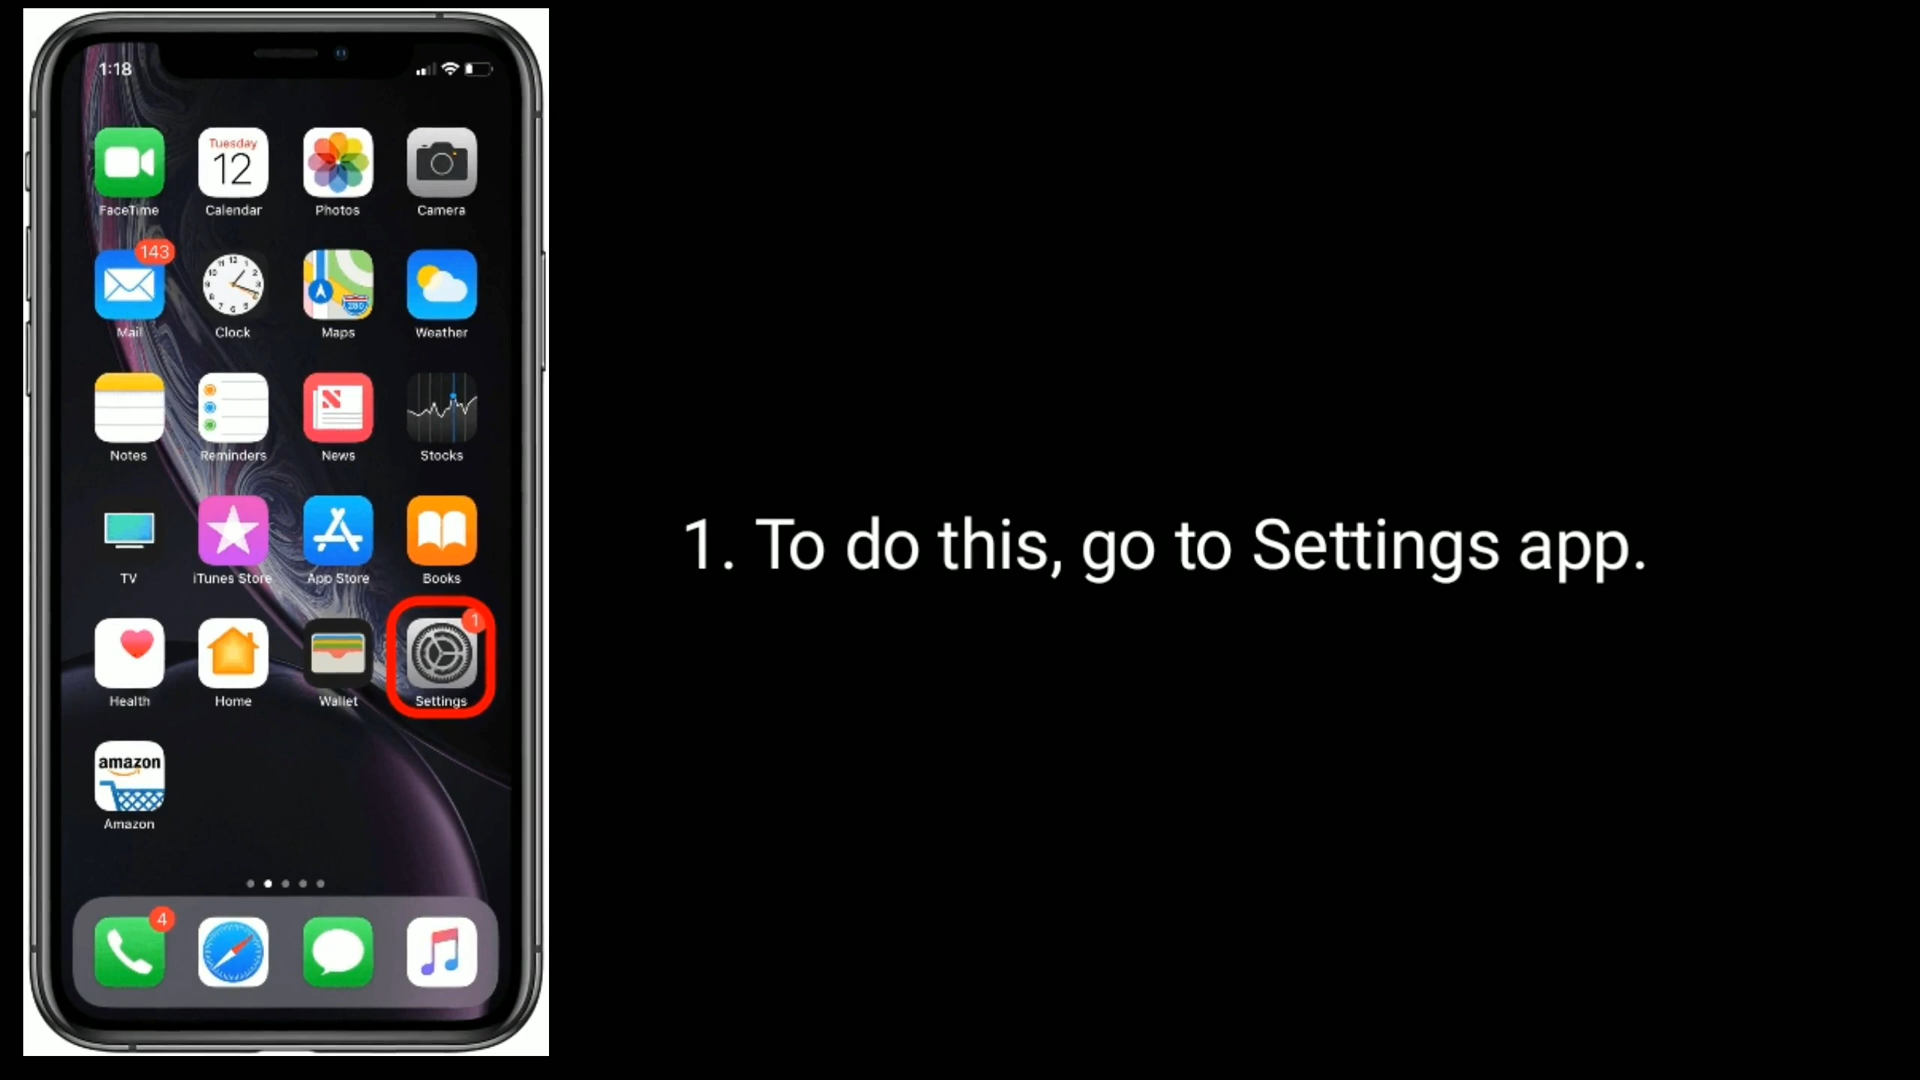 1:18
Tuesday
12
FaceTime
Calendar
Photos
Camera
143
Mail
Clock
Maps
Weather
Notes
Reminders
News
Stocks
TV
iTunes Store
App Store
Books
1
Health
Home
Wallet
Settings
amazon
Amazon
4
1. To do this, go to Settings app.